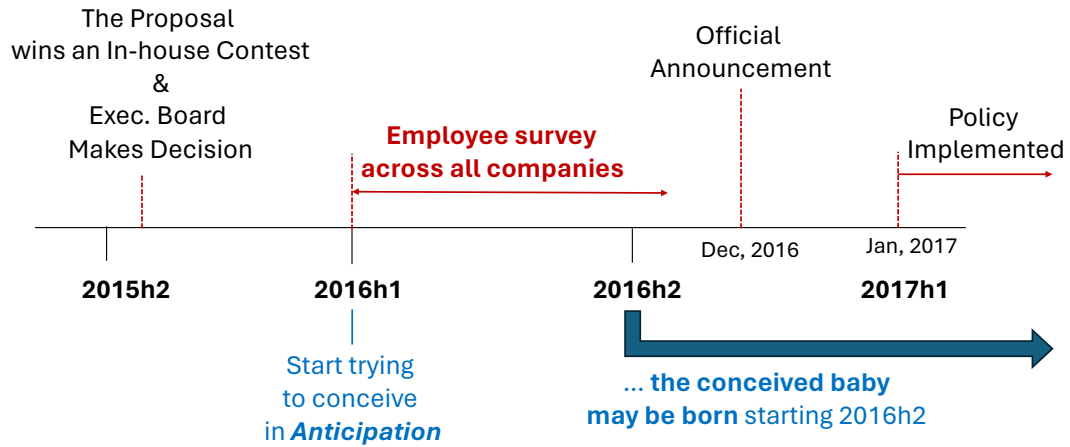 The Proposal
wins an In-house Contest
&
Exec. Board
Makes Decision
Employee survey
across all companies
Official
Announcement
Policy
Implemented
Dec, 2016
Jan, 2017
2015h2
2016h1
2016h2
2017h1
Start trying
to conceive
in Anticipation
... the conceived baby
may be born starting 2016h2